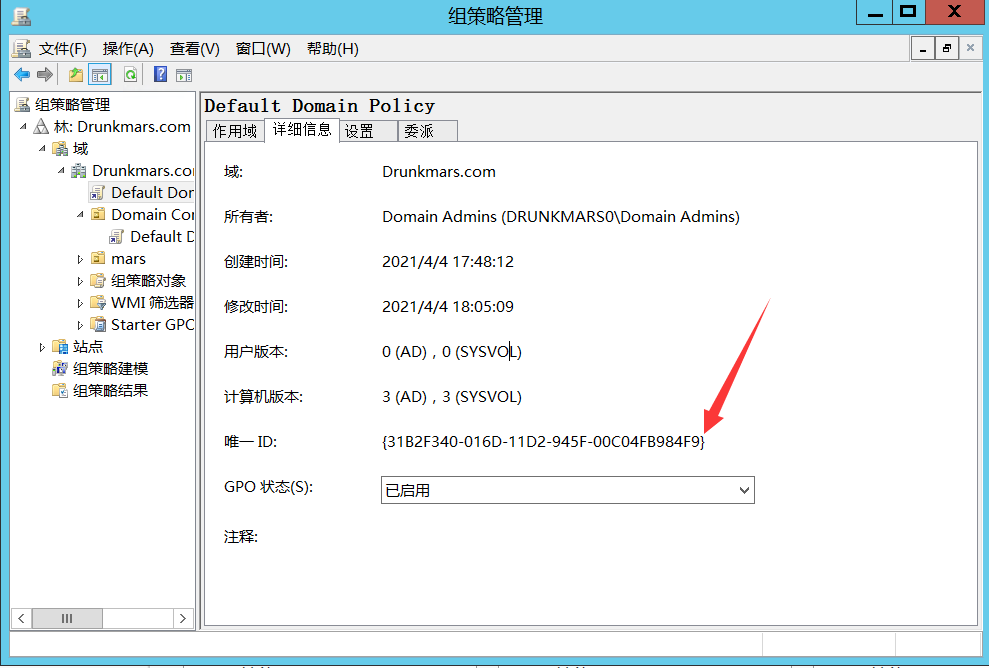 组策略管理
文件(F) 操作(A) 查看(V) 窗口(W) 帮助(H)
组策略管理
林: Drunkmars.com
域
Drunkmars.co
Default Dor
Domain Cor
Default D
mars
组策略对象
WMI 筛选器
Starter GPC
站点
组策略建模
组策略结果
Default Domain Policy
作用域 详细信息 设置 委派
域: Drunkmars.com
所有者: Domain Admins (DRUNKMARS0\Domain Admins)
创建时间: 2021/4/4 17:48:12
修改时间: 2021/4/4 18:05:09
用户版本: 0 (AD)，0 (SYSVOL)
计算机版本: 3 (AD)，3 (SYSVOL)
唯一 ID: {31B2F340-016D-11D2-945F-00C04FB984F9}
GPO 状态(S): 已启用
注释: